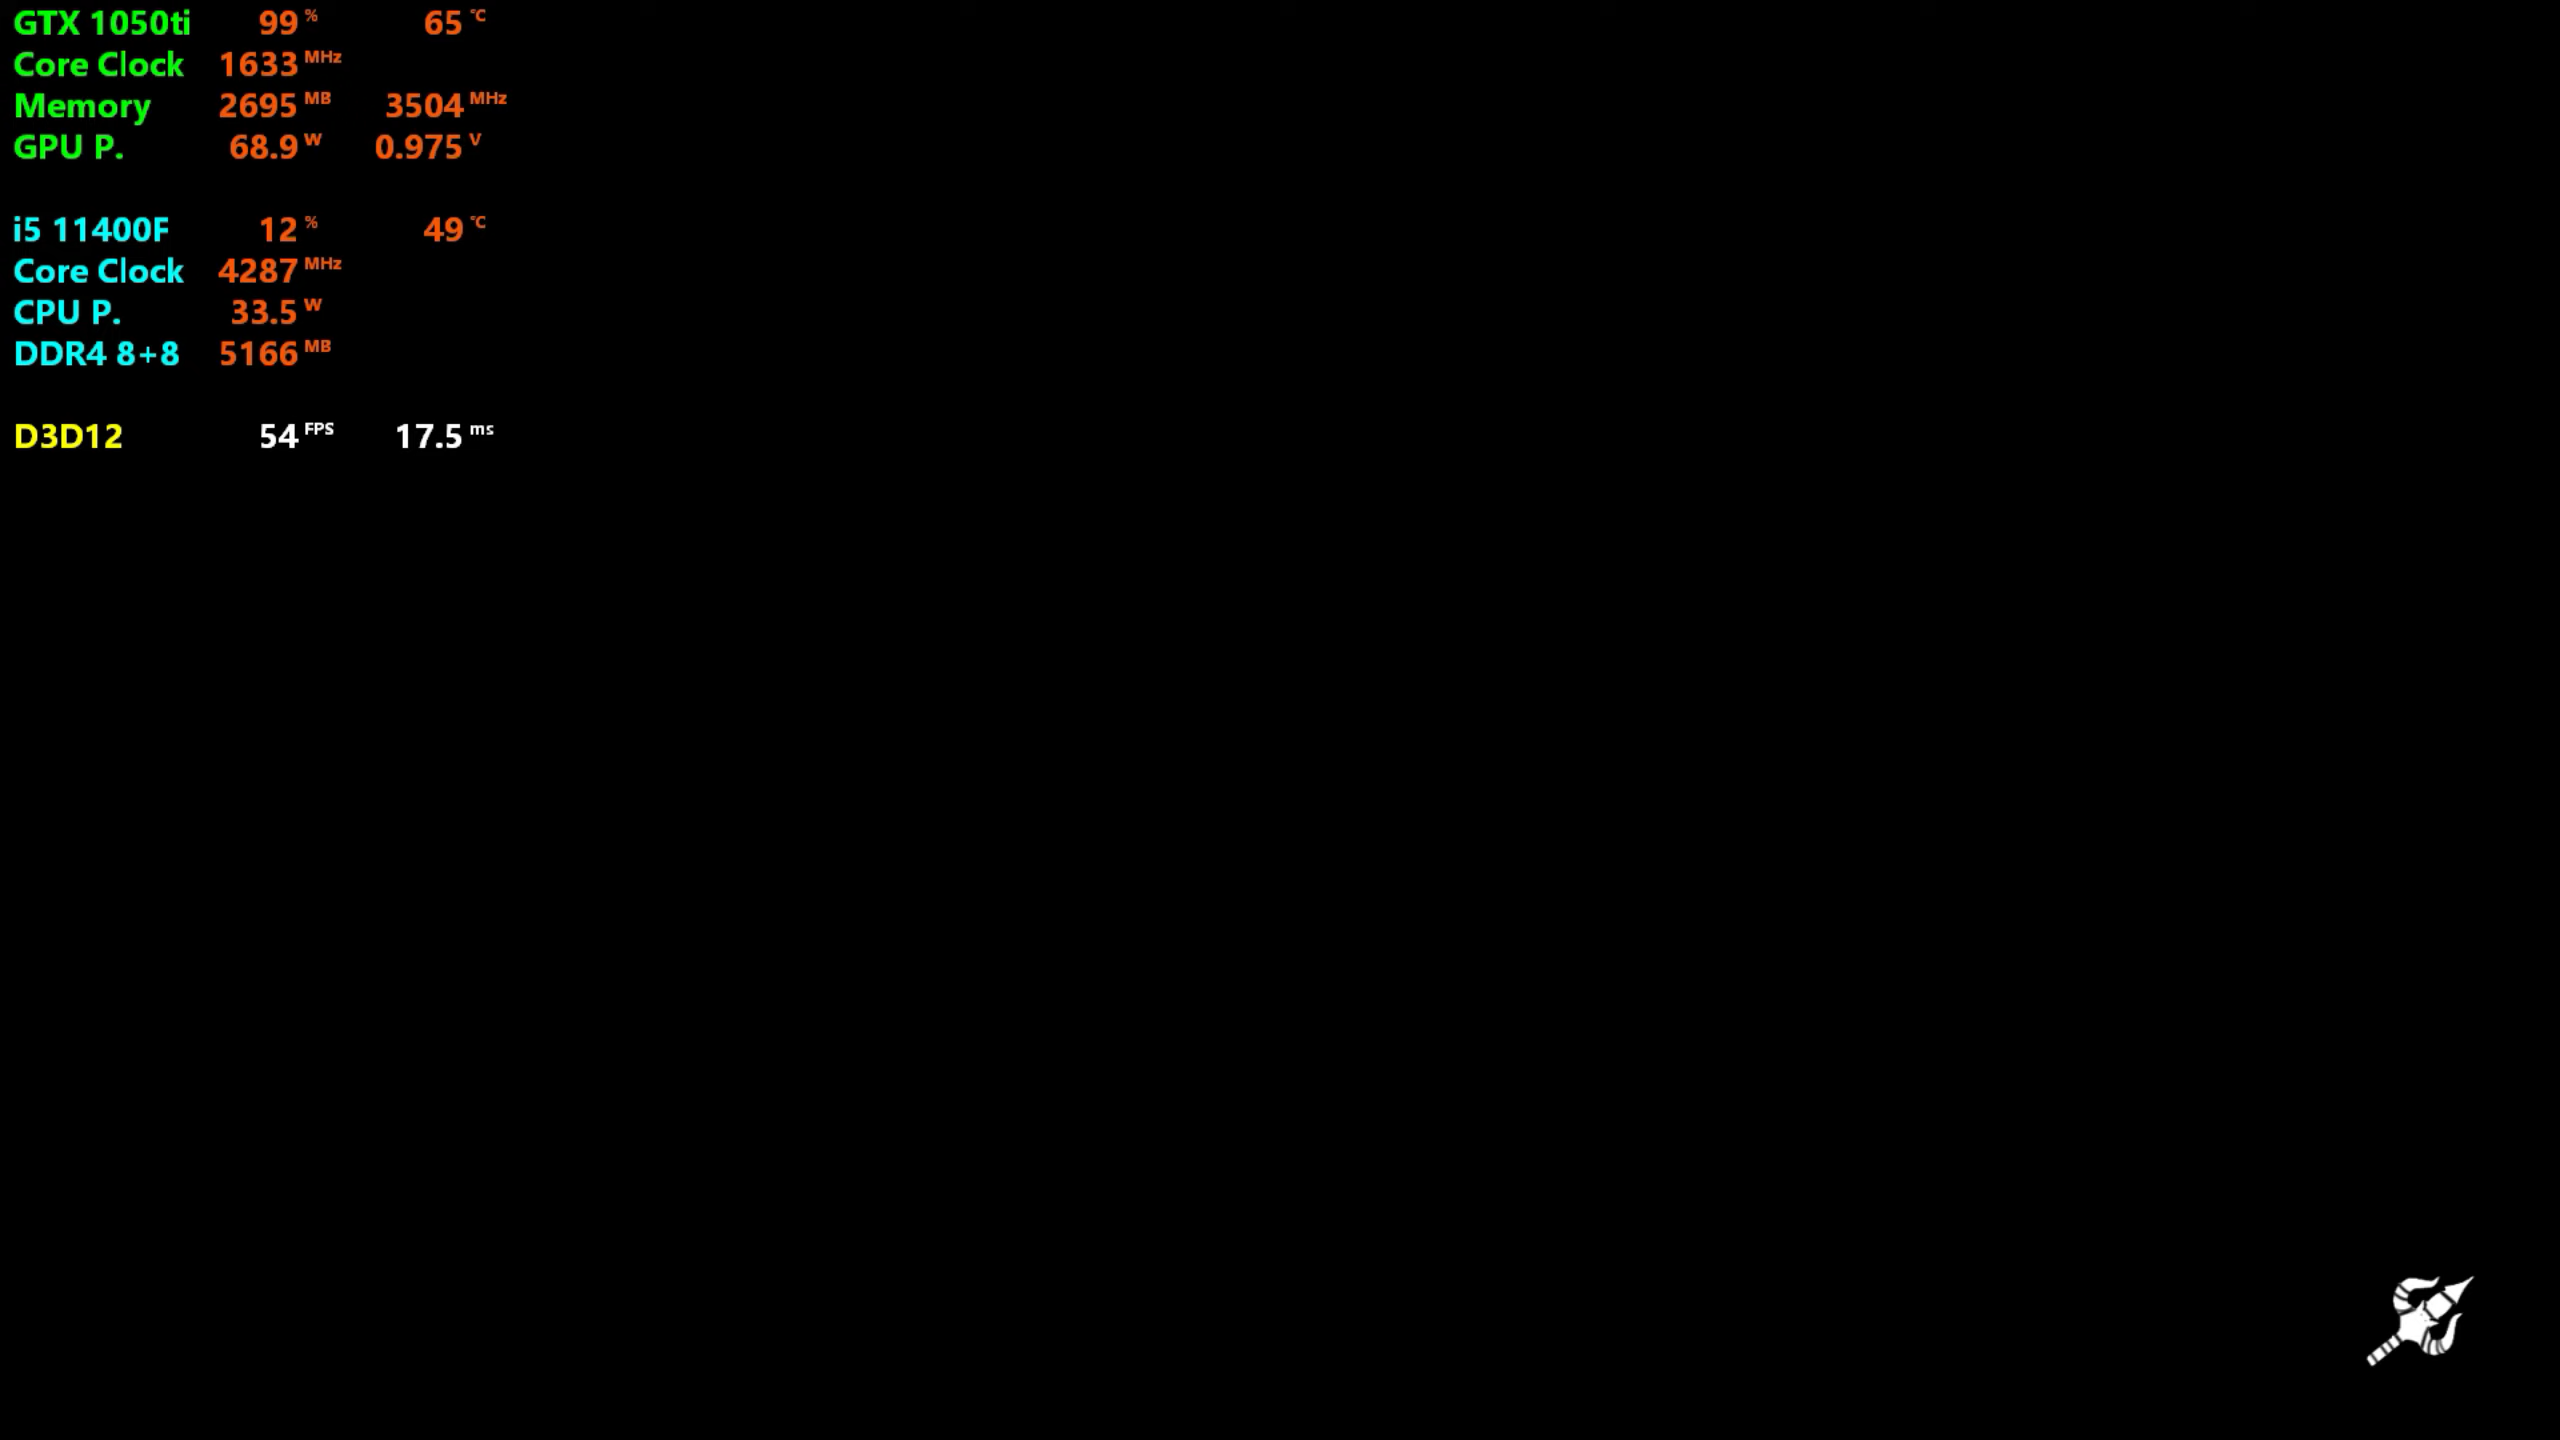 GTX 1050ti 99 % 65 °C
Core Clock 1633 MHz
Memory 2695 MB 3504 MHz
GPU P. 68.9 W 0.975 V
i5 11400F 12 % 49 °C
Core Clock 4287 MHz
CPU P. 33.5 W
DDR4 8+8 5166 MB
D3D12 54 FPS 17.5 ms